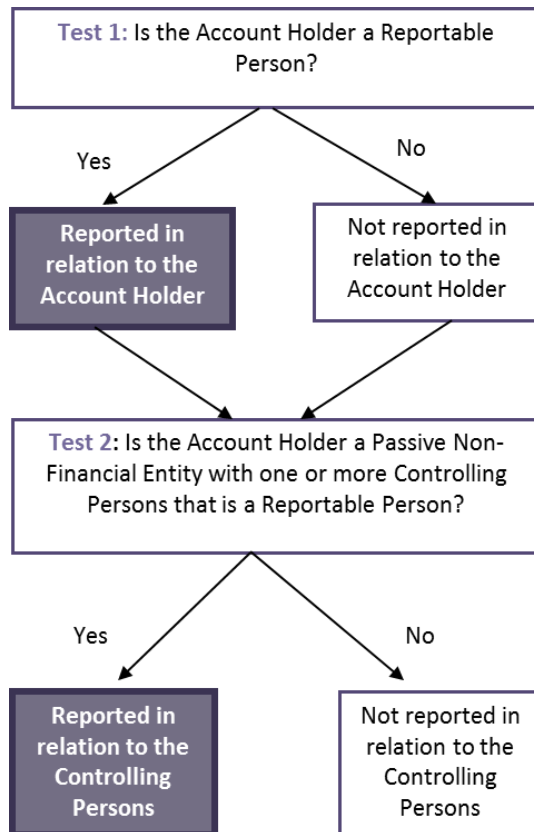 Test 1: Is the Account Holder a Reportable
Person?
Yes
No
Reported in
relation to the
Account Holder
Not reported in
relation to the
Account Holder
Test 2: Is the Account Holder a Passive Non-
Financial Entity with one or more Controlling
Persons that is a Reportable Person?
Yes
No
Reported in
relation to the
Controlling
Persons
Not reported in
relation to the
Controlling
Persons